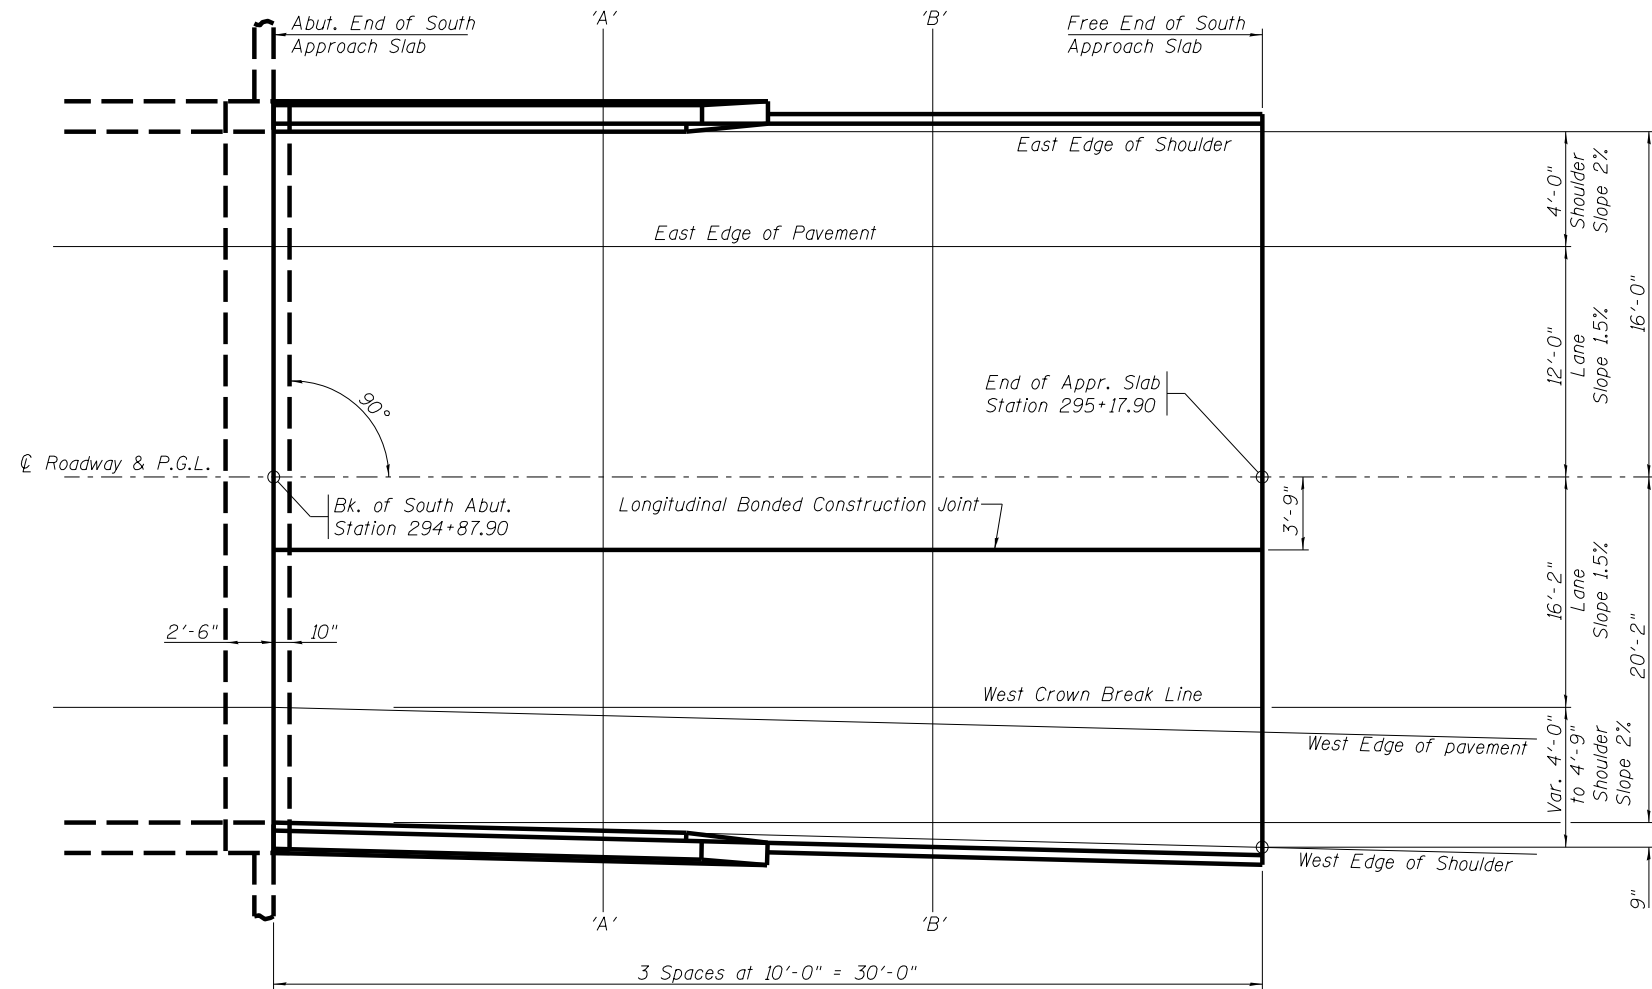 Abut. End of South
Approach Slab
'A'
'B'
Free End of South
Approach Slab
East Edge of Shoulder
4'-0"
Shoulder
Slope 2%
East Edge of Pavement
12'-0"
Lane
Slope 1.5%
16'-0"
90°
End of Appr. Slab
Station 295+17.90
℄ Roadway & P.G.L.
Bk. of South Abut.
Station 294+87.90
Longitudinal Bonded Construction Joint
3'-9"
16'-2"
Lane
Slope 1.5%
20'-2"
2'-6"
10"
West Crown Break Line
West Edge of pavement
Var. 4'-0"
to 4'-9"
Shoulder
Slope 2%
West Edge of Shoulder
9"
'A'
'B'
3 Spaces at 10'-0" = 30'-0"